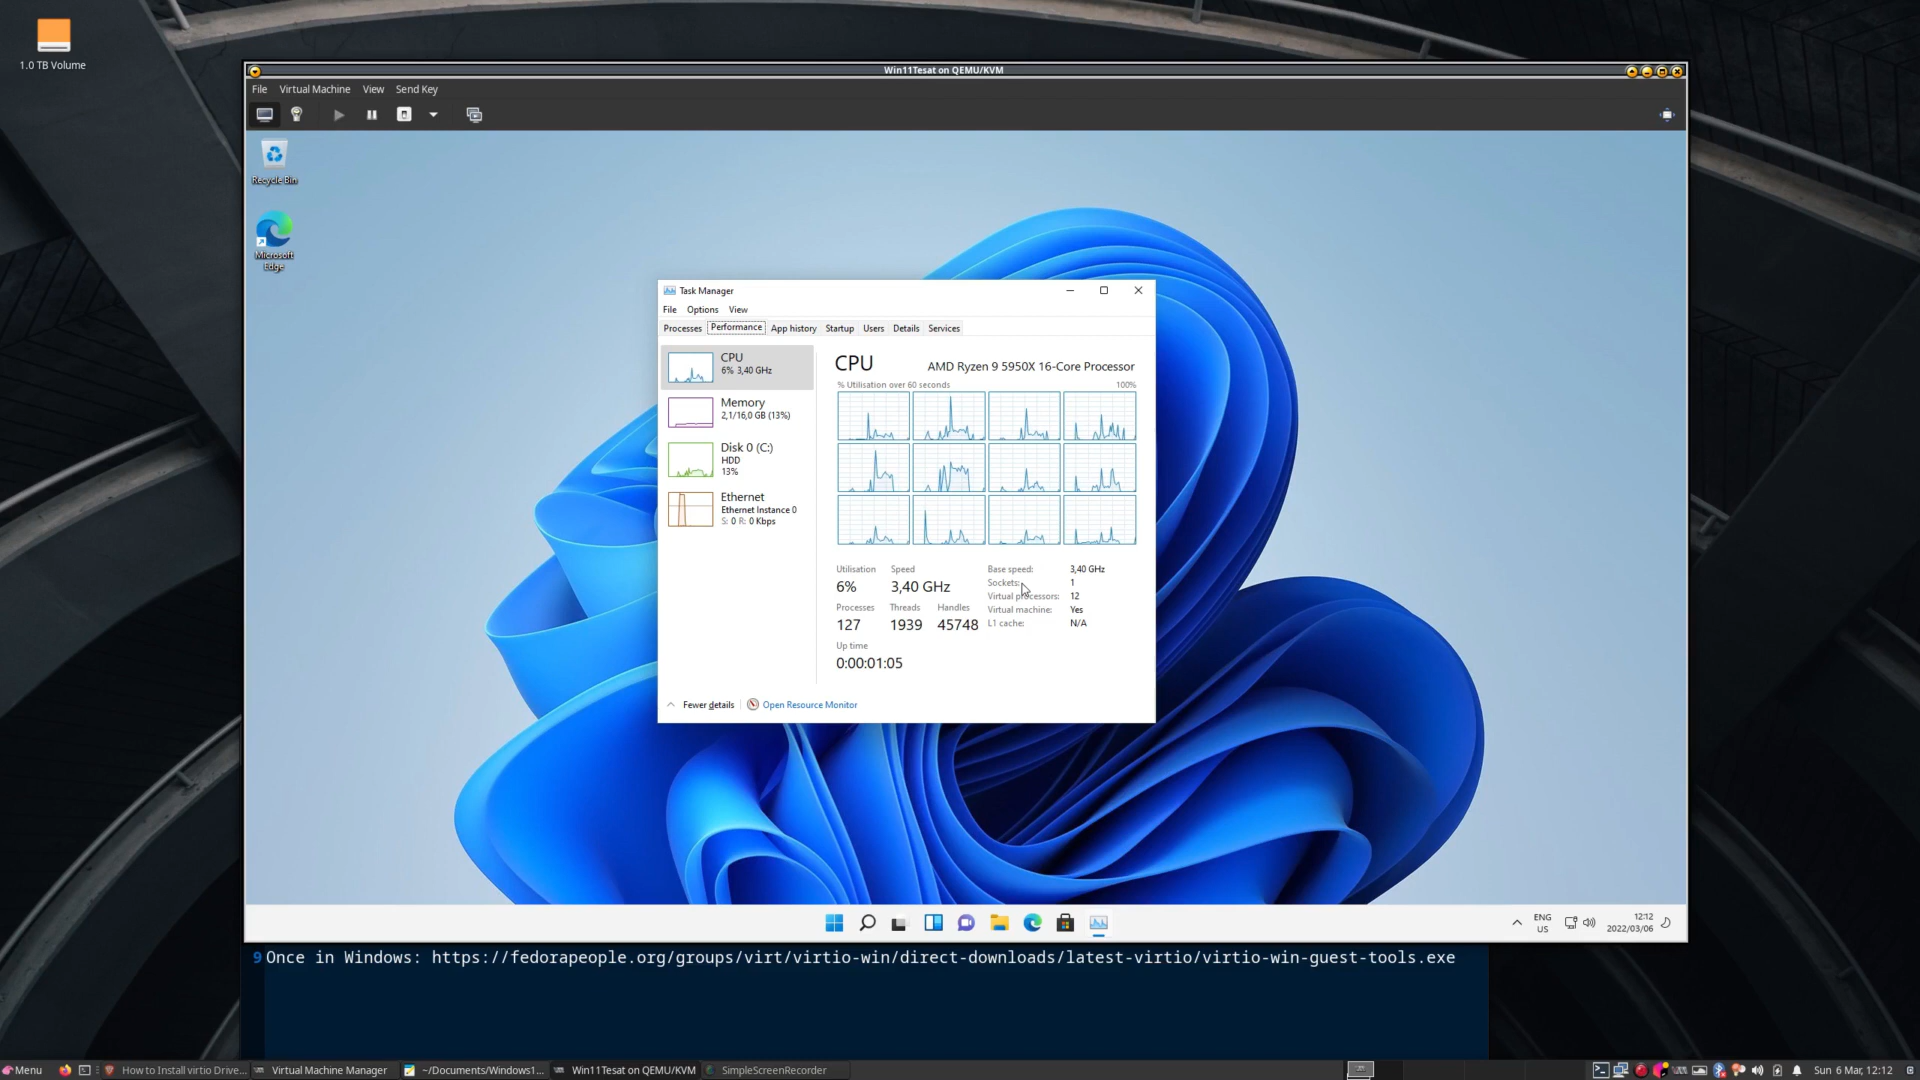 1.0 TB Volume
Win11Tesat on QEMU/KVM
File Virtual Machine View Send Key
Recycle Bin
Microsoft
Edge
Task Manager
File Options View
Processes Performance App history Startup Users Details Services
CPU
6% 3,40 GHz
Memory
2,1/16,0 GB (13%)
Disk 0 (C:)
HDD
13%
Ethernet
Ethernet Instance 0
S: 0 R: 0 Kbps
CPU AMD Ryzen 9 5950X 16-Core Processor
% Utilisation over 60 seconds 100%
Utilisation Speed
6% 3,40 GHz
Processes Threads Handles
127 1939 45748
Up time
0:00:01:05
Base speed: 3,40 GHz
Sockets: 1
Virtual processors: 12
Virtual machine: Yes
L1 cache: N/A
Fewer details Open Resource Monitor
ENG
US
12:12
2022/03/06
9 Once in Windows: https://fedorapeople.org/groups/virt/virtio-win/direct-downloads/latest-virtio/virtio-win-guest-tools.exe
Menu How to Install virtio Drive... Virtual Machine Manager ~/Documents/Windows1... Win11Tesat on QEMU/KVM SimpleScreenRecorder Sun 6 Mar, 12:12